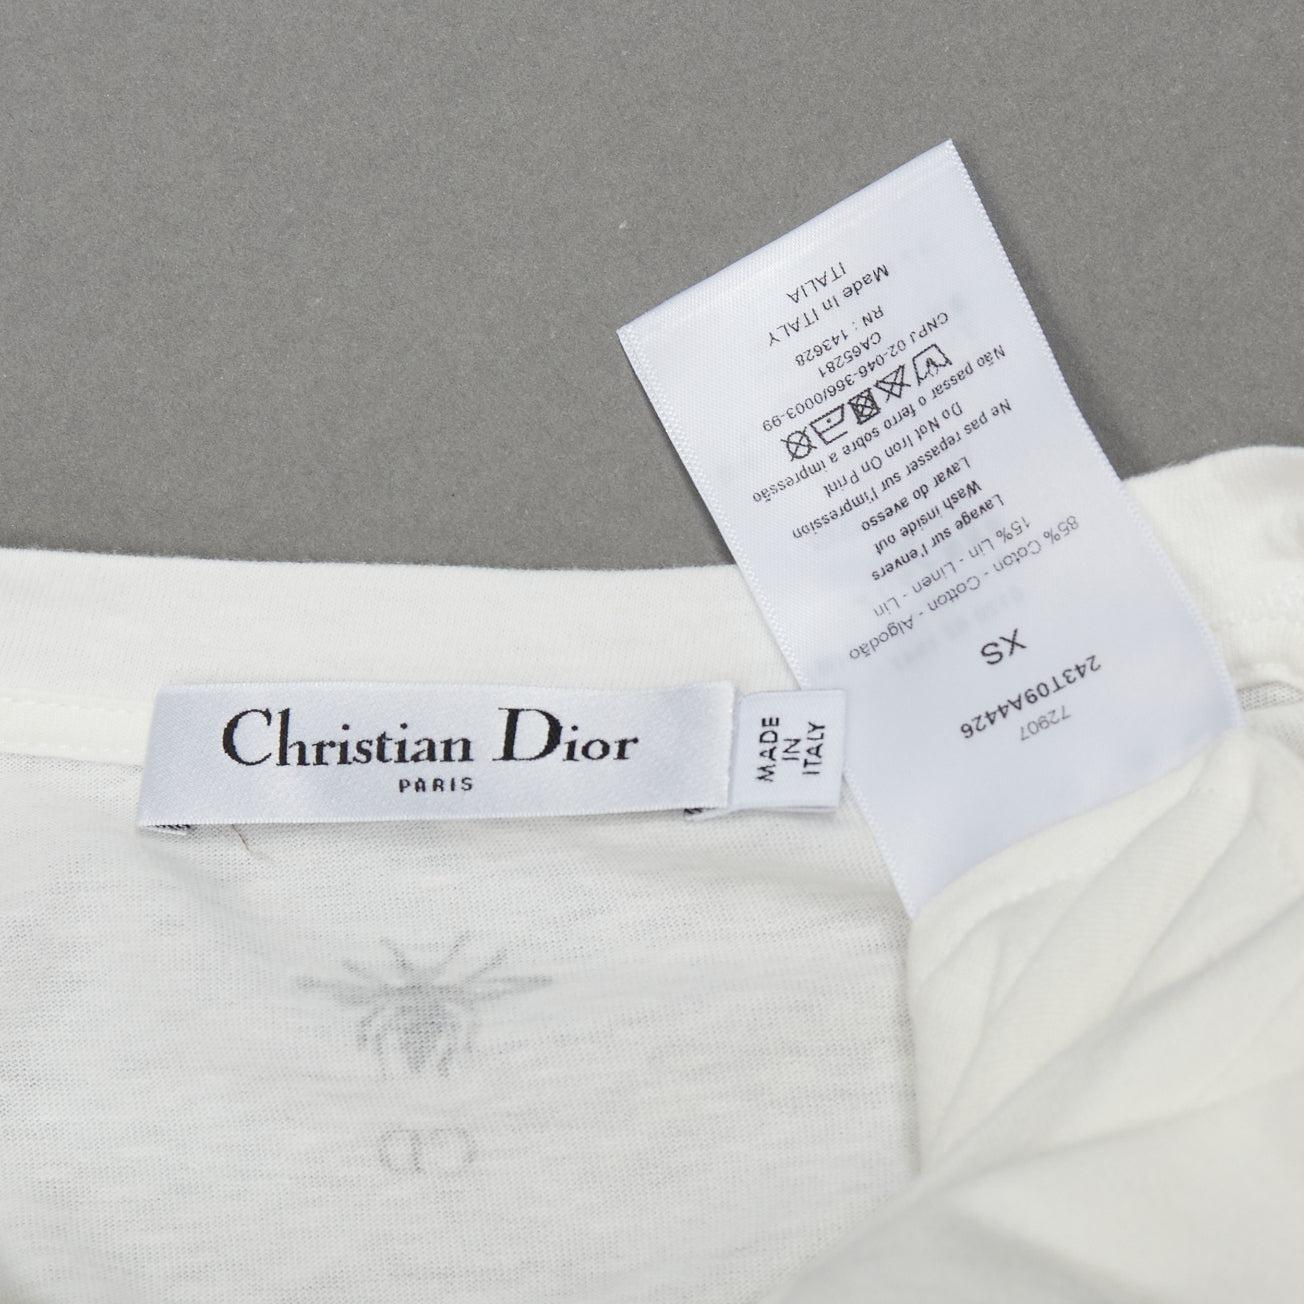 Christian Dior
PARIS
MADE
IN
ITALY
72907
243T09A4426
XS
85% Coton - Cotton - Algodão
15% Lin - Linen - Lin
Lavage sur l'envers
Wash inside out
Lavar do avesso
Ne pas repasser sur l'impression
Do Not Iron On Print
Não passar o ferro sobre a impressão
CNPJ 02-046-366/0003-99
CA65281
RN : 143628
Made In ITALY
ITALIA
CD